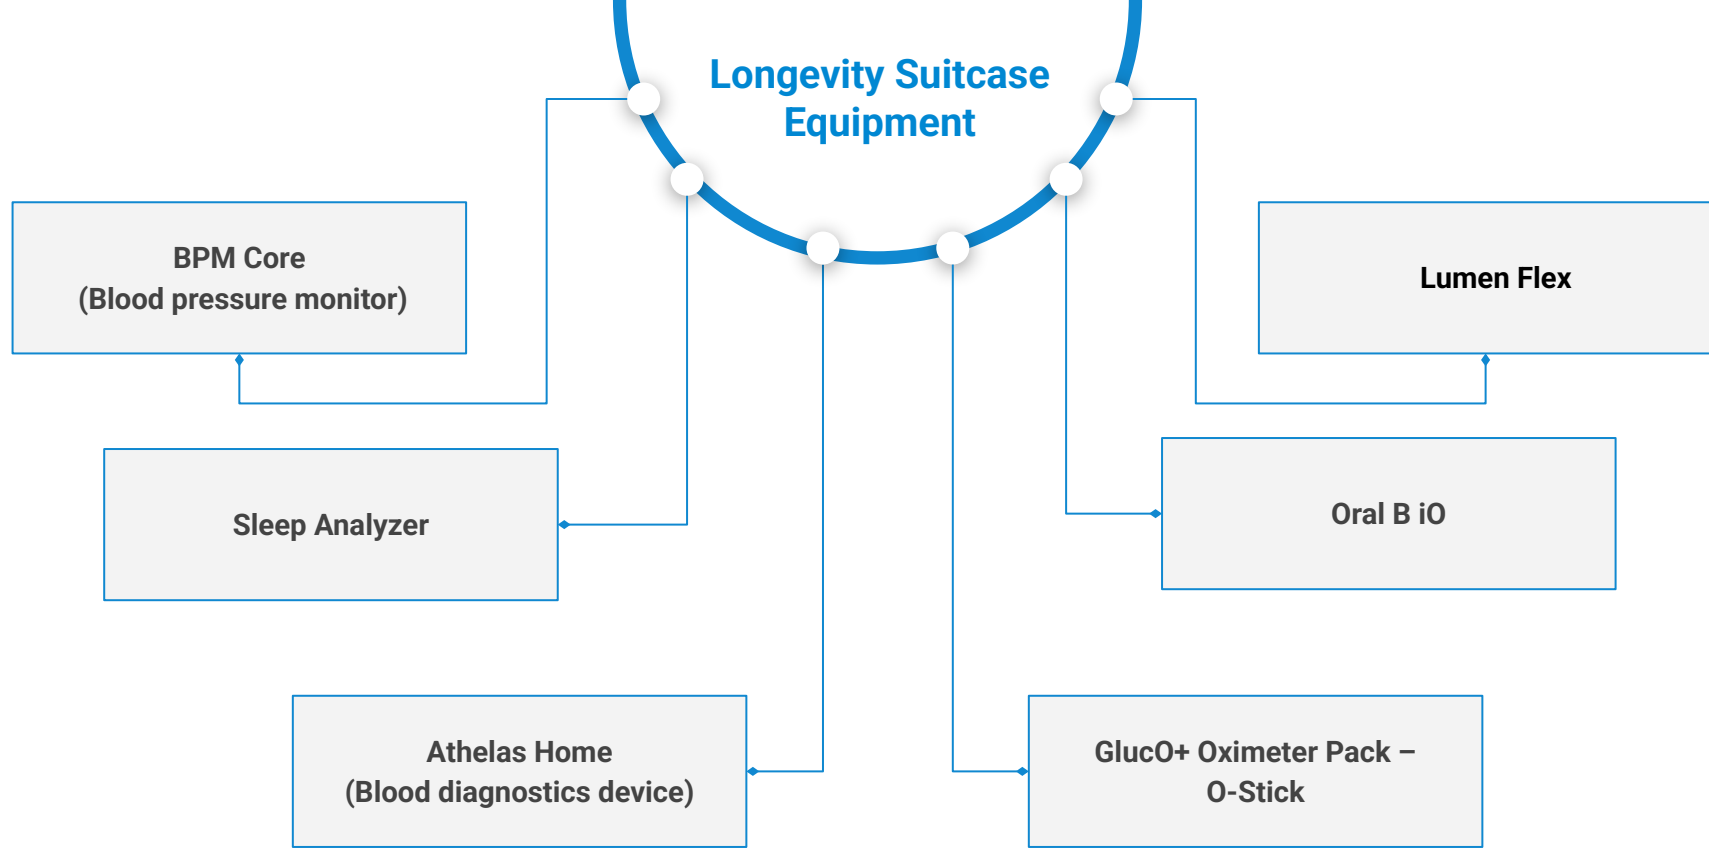 Longevity Suitcase
Equipment
BPM Core
(Blood pressure monitor)
Lumen Flex
Sleep Analyzer
Oral B iO
Athelas Home
(Blood diagnostics device)
GlucO+ Oximeter Pack –
O-Stick